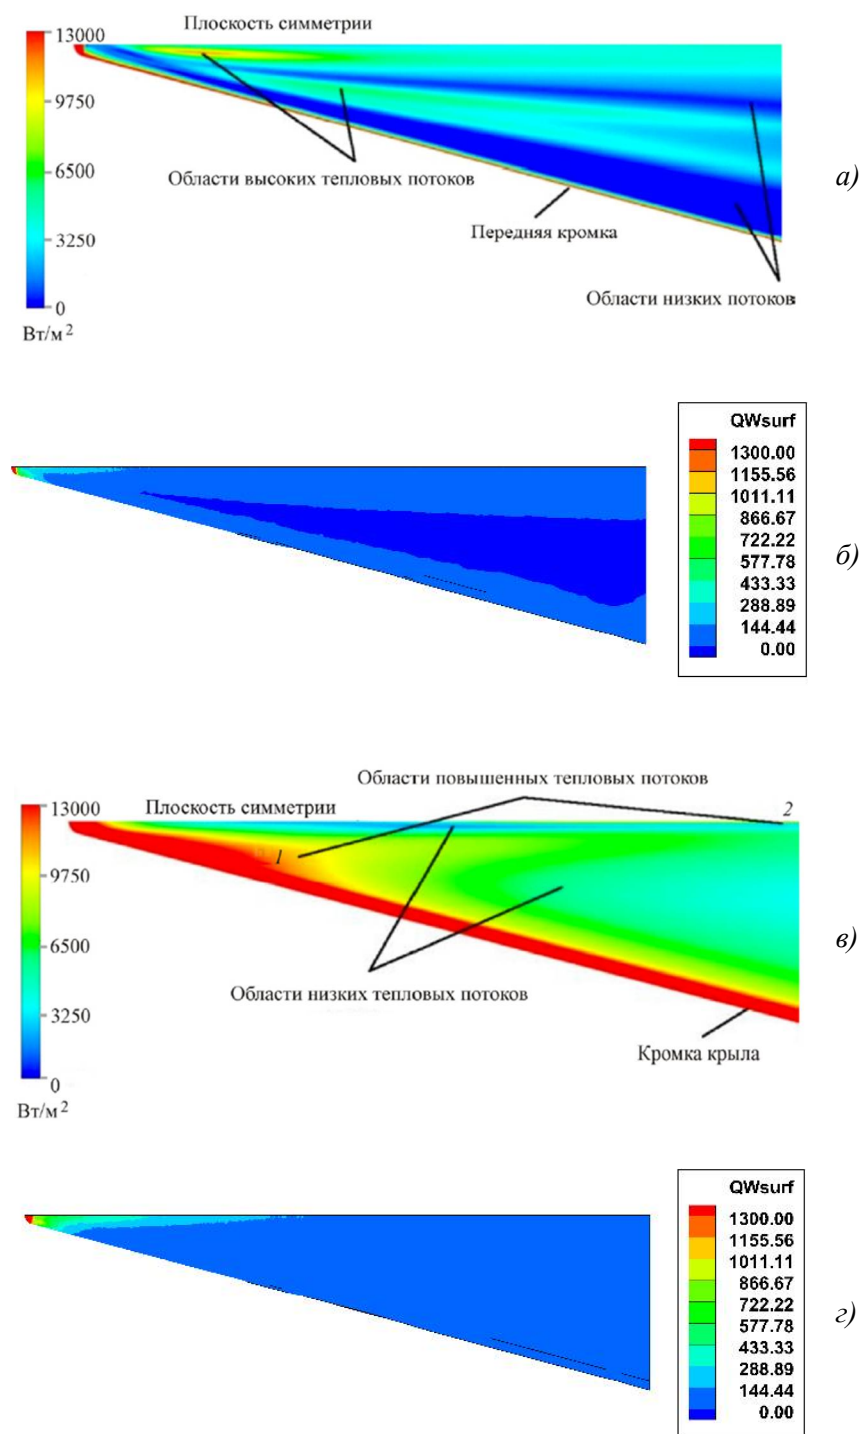 Плоскость симметрии
13000
9750
6500
3250
0
Вт/м 2
Области высоких тепловых потоков
Передняя кромка
Области низких потоков
а)
QWsurf
1300.00
1155.56
1011.11
866.67
722.22
577.78
433.33
288.89
144.44
0.00
б)
Области повышенных тепловых потоков
Плоскость симметрии
2
13000
9750
6500
3250
0
Вт/м 2
1
Области низких тепловых потоков
Кромка крыла
в)
QWsurf
1300.00
1155.56
1011.11
866.67
722.22
577.78
433.33
288.89
144.44
0.00
г)